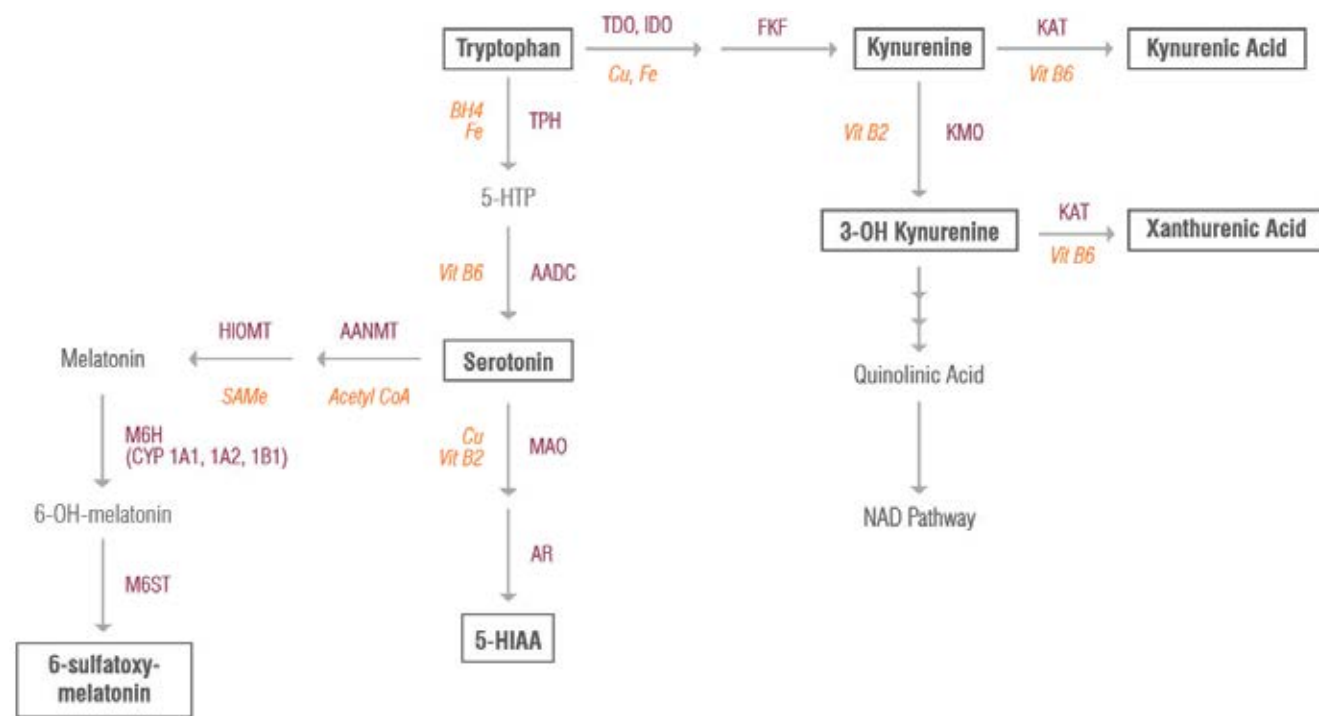 TDO, IDO
FKF
KAT
Tryptophan
Kynurenine
Kynurenic Acid
Cu, Fe
Vit B6
BH4
Fe
TPH
Vit B2
KMO
5-HTP
KAT
3-OH Kynurenine
Xanthurenic Acid
Vit B6
Vit B6
AADC
HIOMT
AANMT
Melatonin
Serotonin
Quinolinic Acid
SAMe
Acetyl CoA
M6H
(CYP 1A1, 1A2, 1B1)
Cu
Vit B2
MAO
6-OH-melatonin
NAD Pathway
AR
M6ST
5-HIAA
6-sulfatoxy-
melatonin